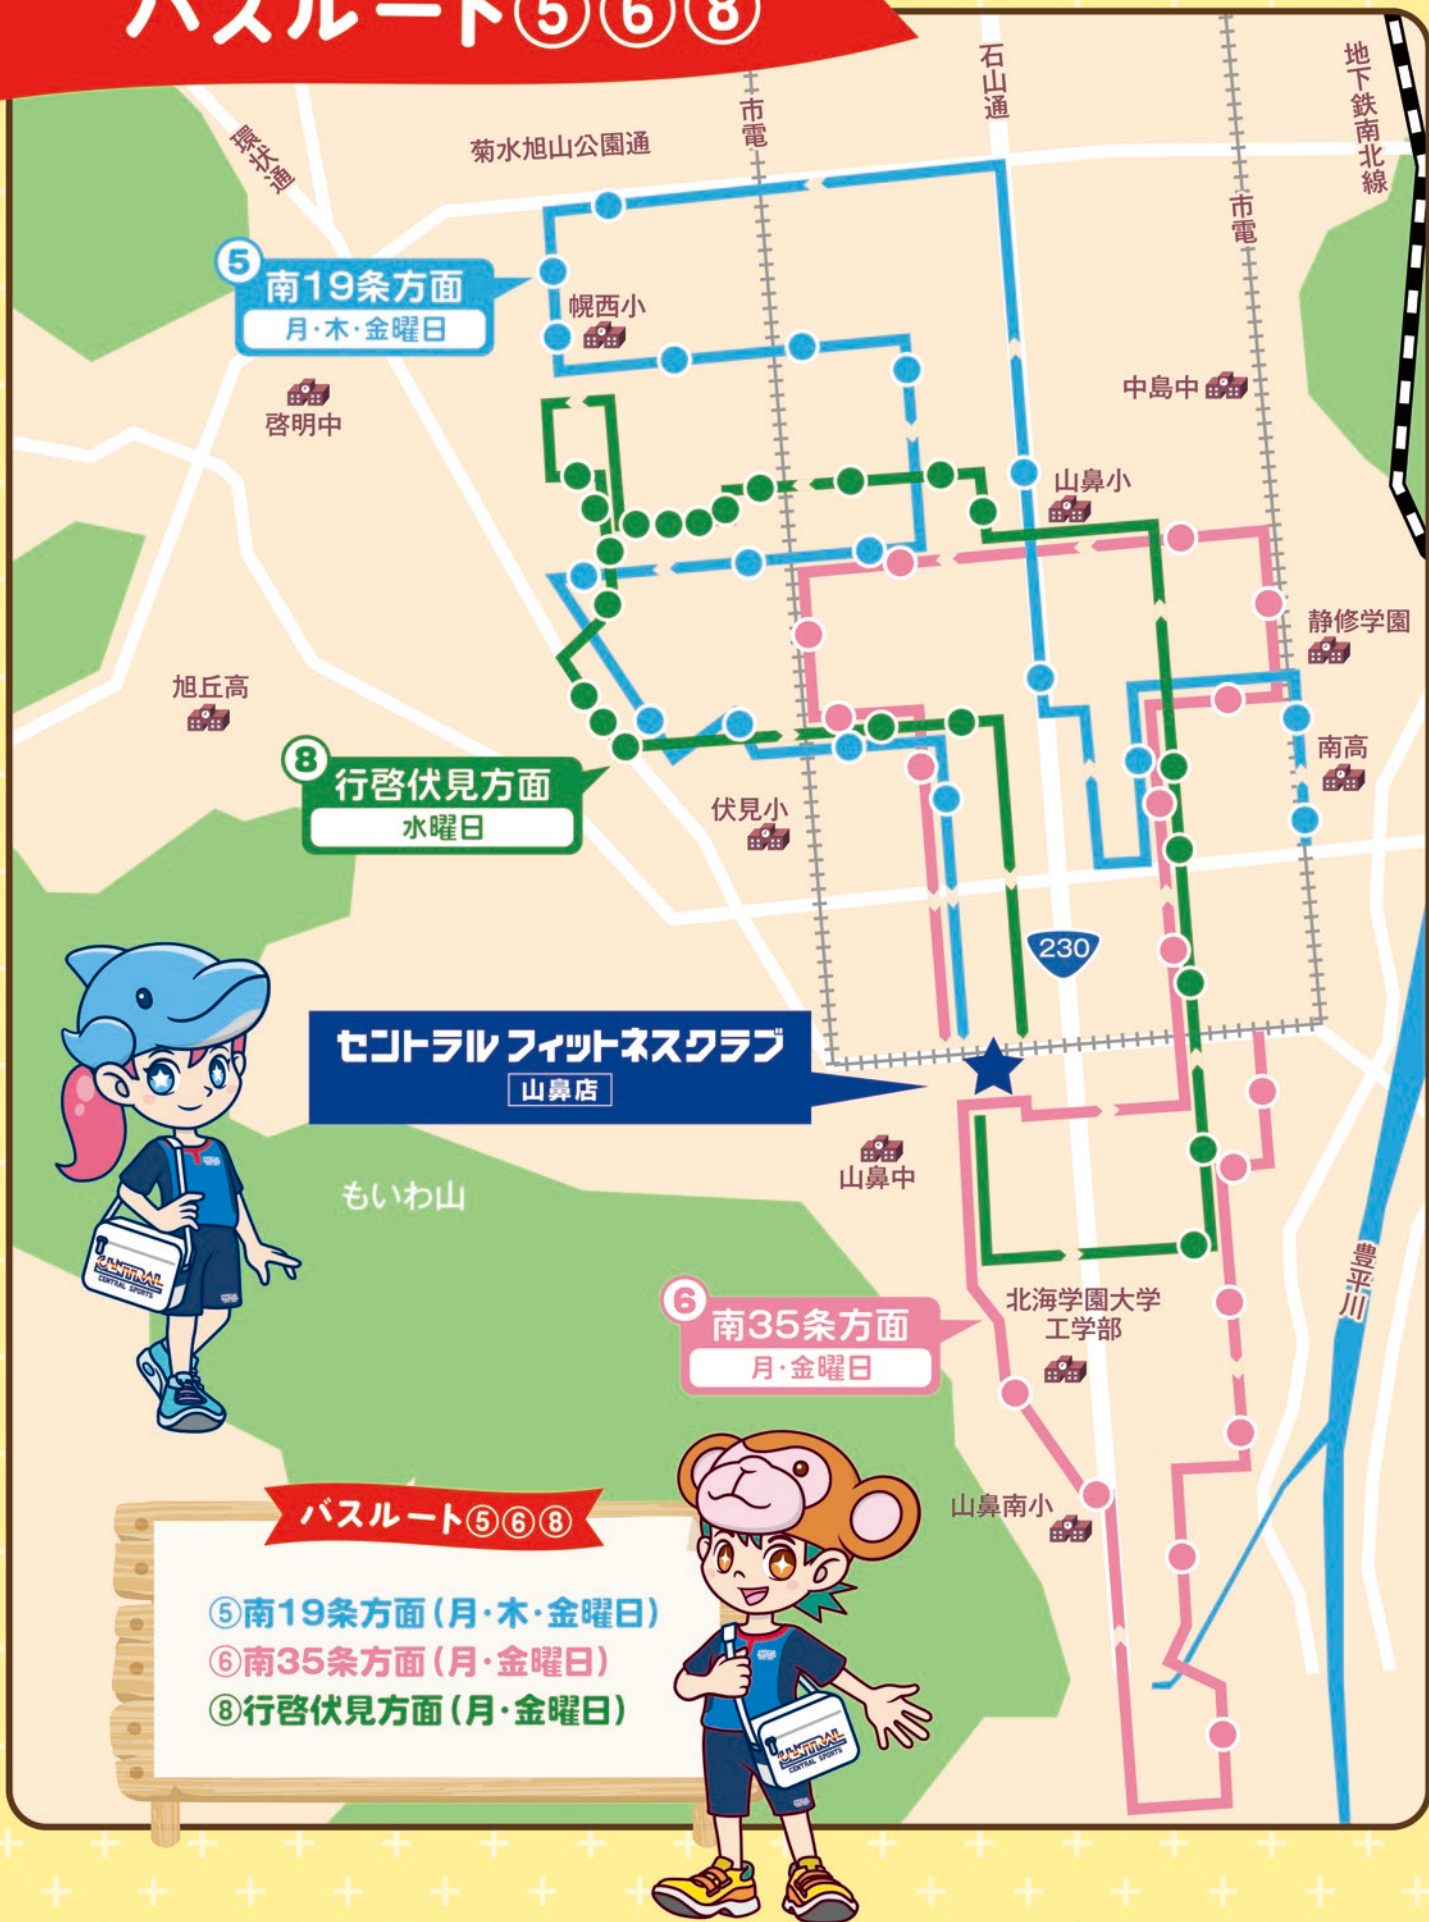 バスルート⑤⑥⑧
石山通
地下鉄南北線
市電
環状通
菊水旭山公園通
市電
⑤
南19条方面
月・木・金曜日
幌西小
啓明中
中島中
山鼻小
静修学園
旭丘高
南高
⑧
行啓伏見方面
水曜日
伏見小
230
セントラル フィットネスクラブ
山鼻店
山鼻中
もいわ山
豊平川
CENTRAL
CENTRAL SPORTS
⑥
南35条方面
月・金曜日
北海学園大学
工学部
山鼻南小
バスルート⑤⑥⑧
⑤南19条方面(月・木・金曜日)
⑥南35条方面(月・金曜日)
⑧行啓伏見方面(月・金曜日)
CENTRAL
CENTRAL SPORTS